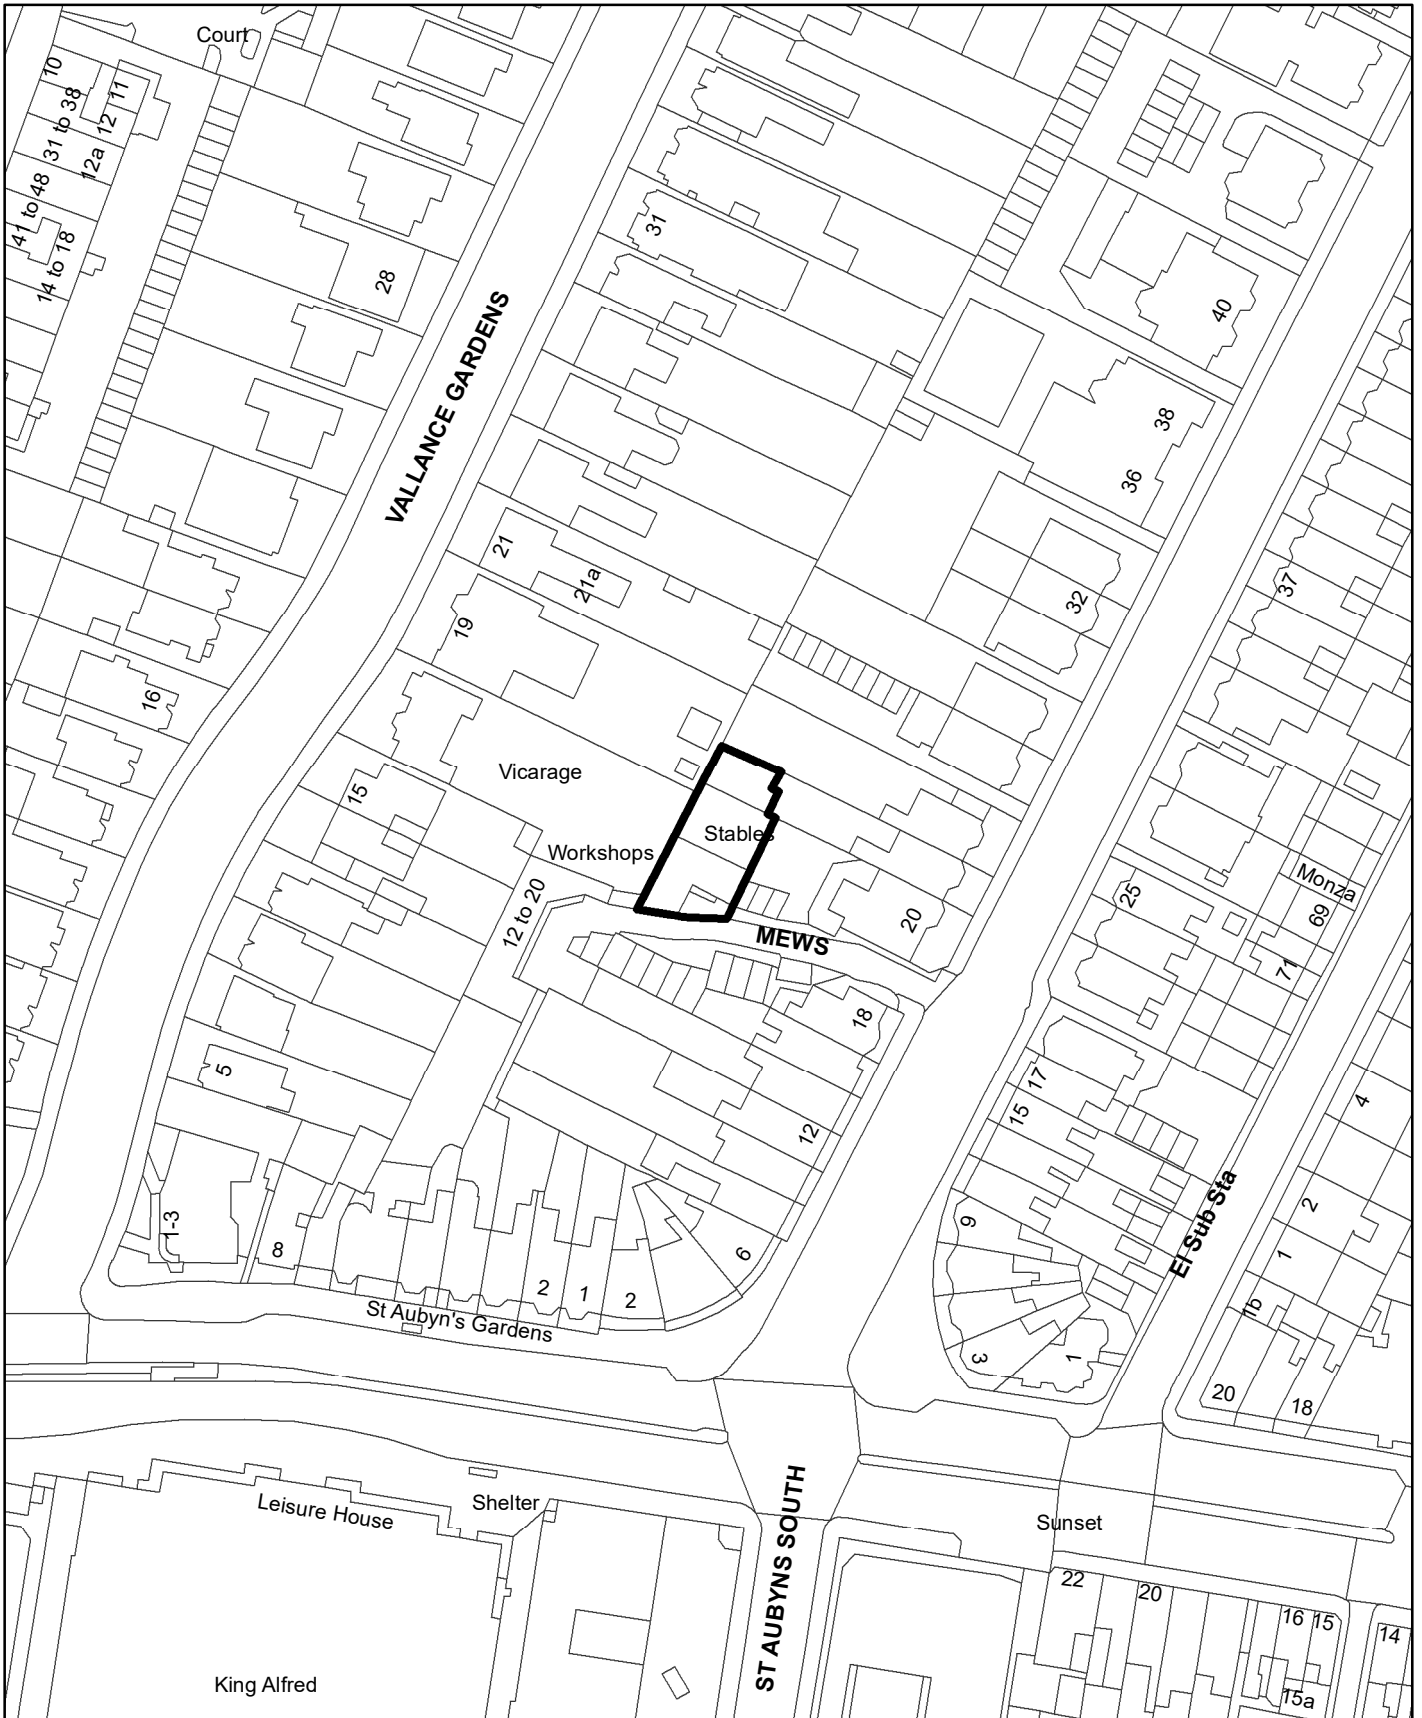 Court
10
11
31 to 38
12
12a
41 to 48
14 to 18
31
28
40
VALLANCE GARDENS
38
36
21
21a
32
37
19
16
Vicarage
15
Stables
Workshops
Monza
25
69
12 to 20
20
MEWS
71
18
5
17
15
4
12
El Sub Sta
2
1-3
9
8
6
1
2
1
2
1b
St Aubyn's Gardens
3
1
20
18
Leisure House
Shelter
ST AUBYNS SOUTH
Sunset
22
20
16
15
14
King Alfred
15a